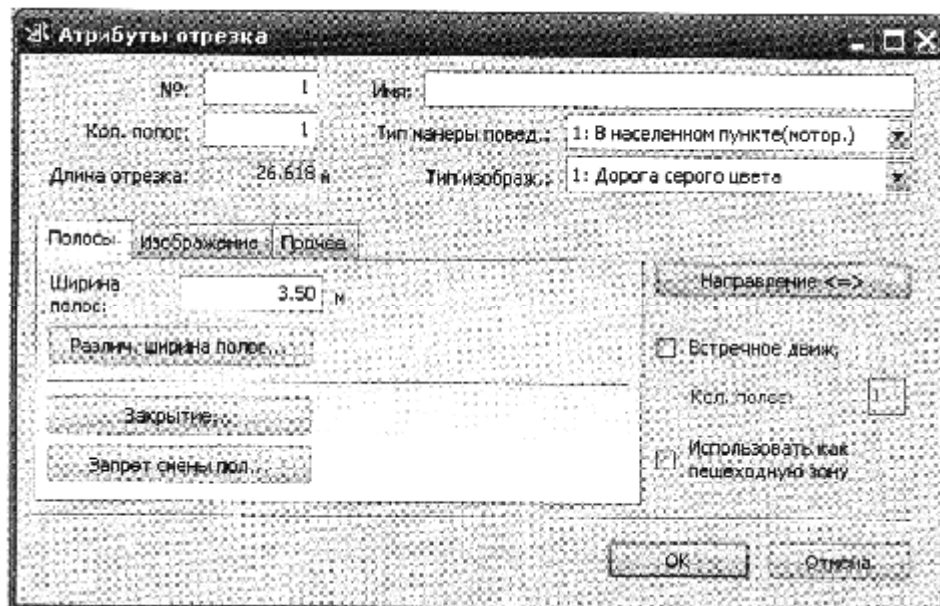 Атрибуты отрезка
№: 1 Имя:
Кол. полос: 1 Тип манеры повед.: 1: В населенном пункте(мотор.)
Длина отрезка: 26.618 м Тип изображ.: 1: Дорога серого цвета
Полосы Изображение Прочее
Ширина полос: 3.50 м Направление <=>
Различ. ширина полос... Встречное движ.
Закрытие... Кол. полос: 1
Запрет смены пол... Использовать как
пешеходную зону
OK Отмена